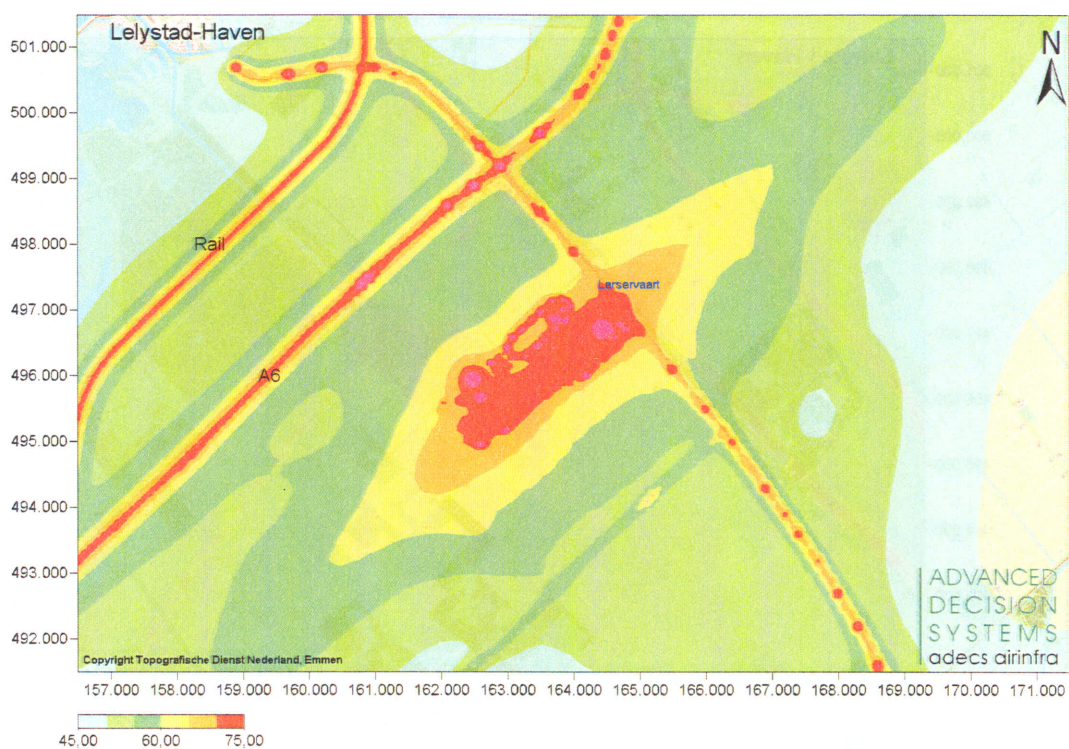 Lelystad-Haven
N
501.000
500.000
499.000
498.000
497.000
496.000
495.000
494.000
493.000
492.000
Rail
A6
Larservaart
ADVANCED
DECISION
SYSTEMS
adecs airinfra
Copyright Topografische Dienst Nederland, Emmen
157.000 158.000 159.000 160.000 161.000 162.000 163.000 164.000 165.000 166.000 167.000 168.000 169.000 170.000 171.000
45,00 60,00 75,00